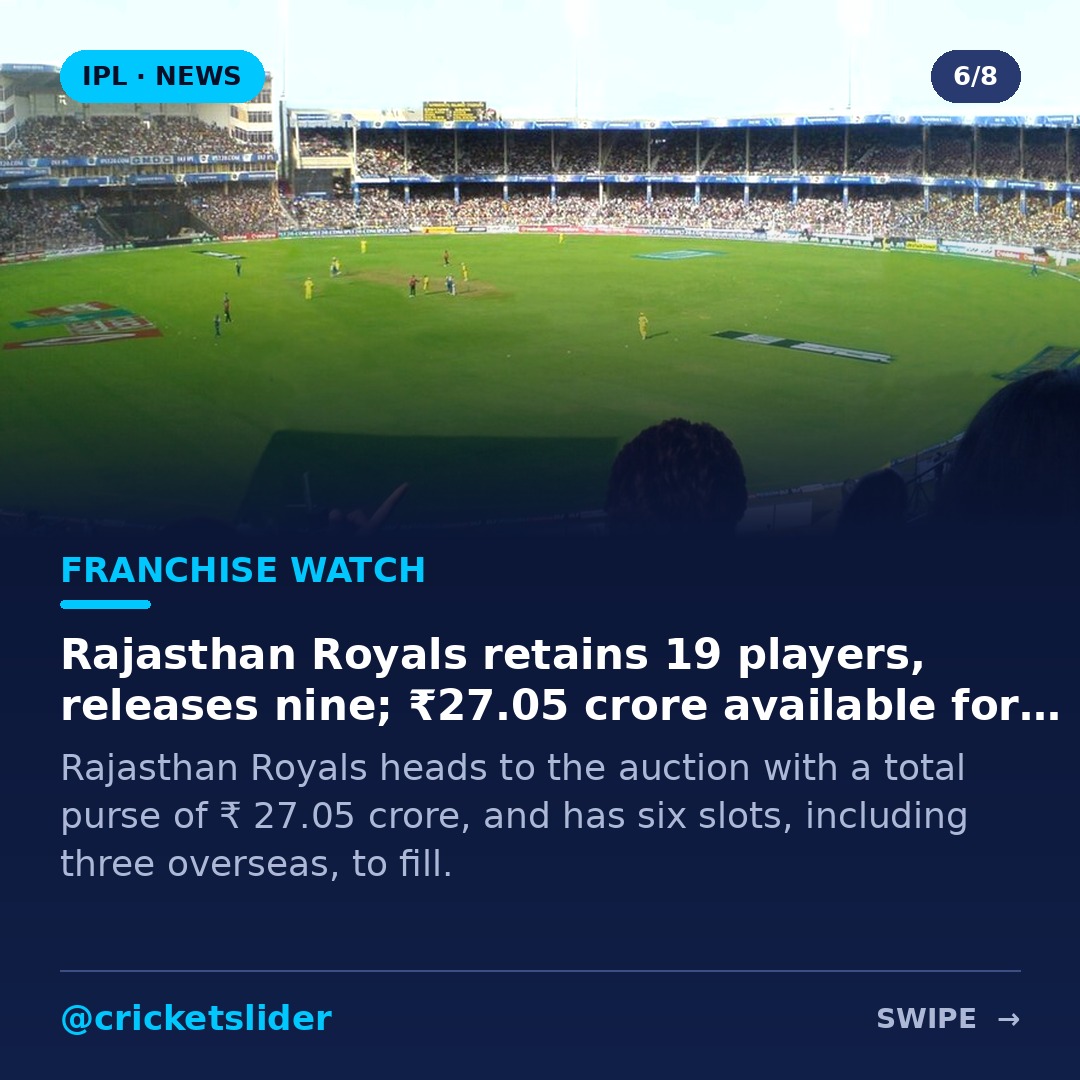 IPL · NEWS
6/8
FRANCHISE WATCH
Rajasthan Royals retains 19 players,
releases nine; ₹27.05 crore available for…
Rajasthan Royals heads to the auction with a total
purse of ₹ 27.05 crore, and has six slots, including
three overseas, to fill.
@cricketslider
SWIPE →